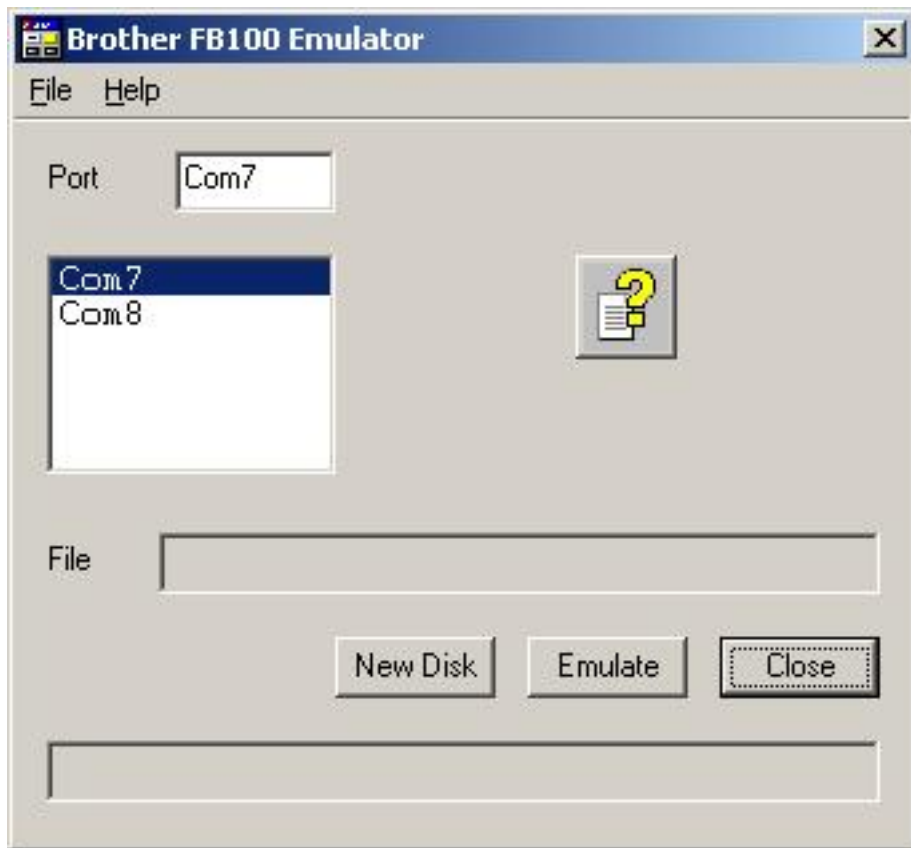 Brother FB100 Emulator
File Help
Port Com7
Com7
Com8
File
New Disk Emulate Close